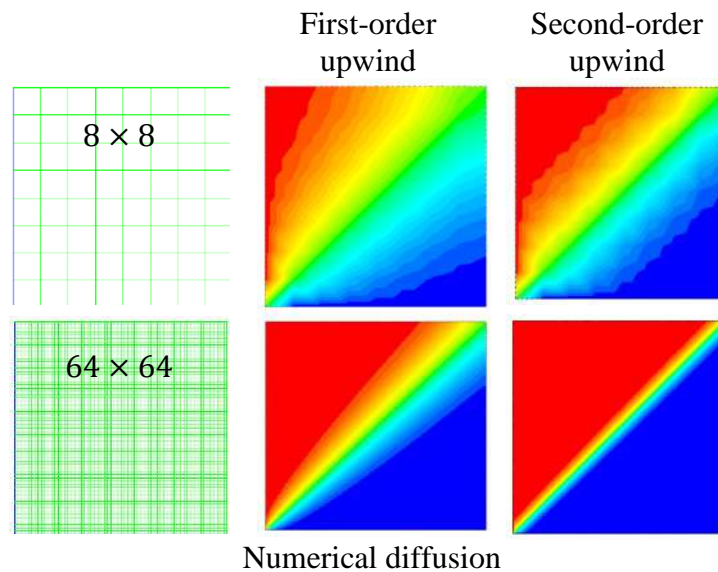 First-order
upwind
Second-order
upwind
8 × 8
64 × 64
Numerical diffusion